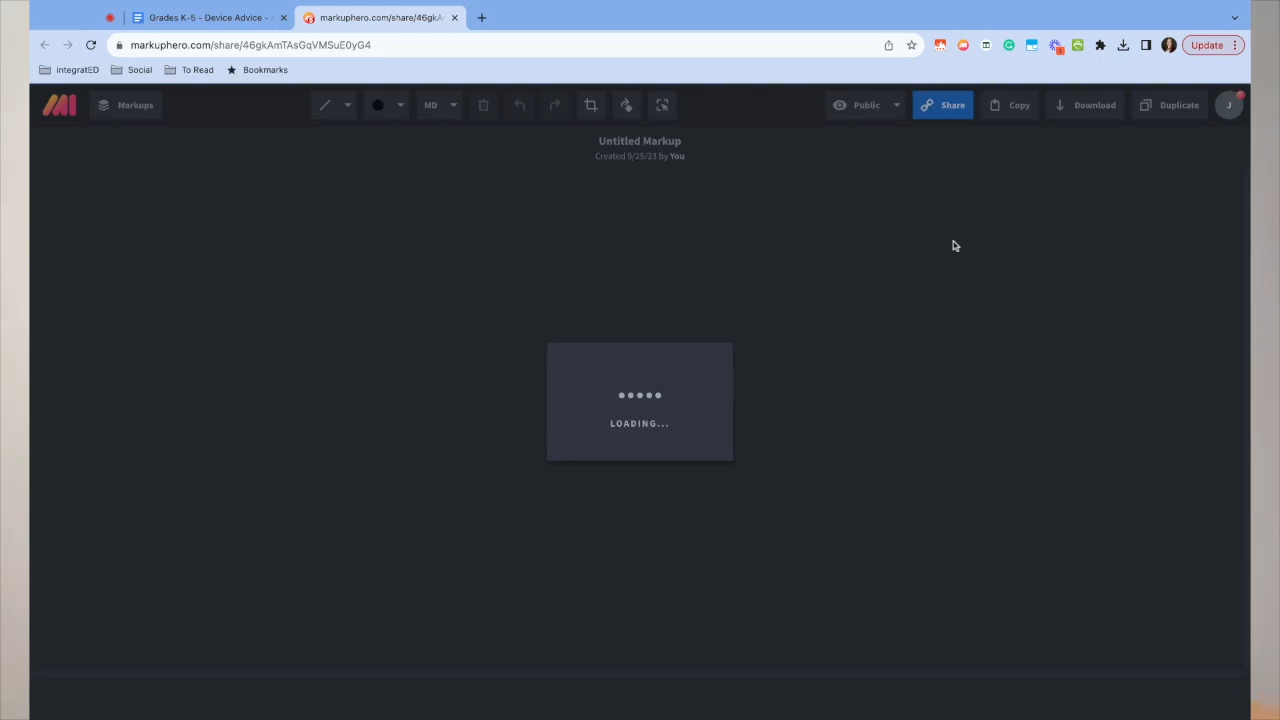 Grades K-5 - Device Advice -
markuphero.com/share/46gkA
markuphero.com/share/46gkAmTAsGqVMSuE0yG4
Update
integratED
Social
To Read
Bookmarks
Markups
MD
Public
Share
Copy
Download
Duplicate
J
Untitled Markup
Created 9/25/23 by You
LOADING...